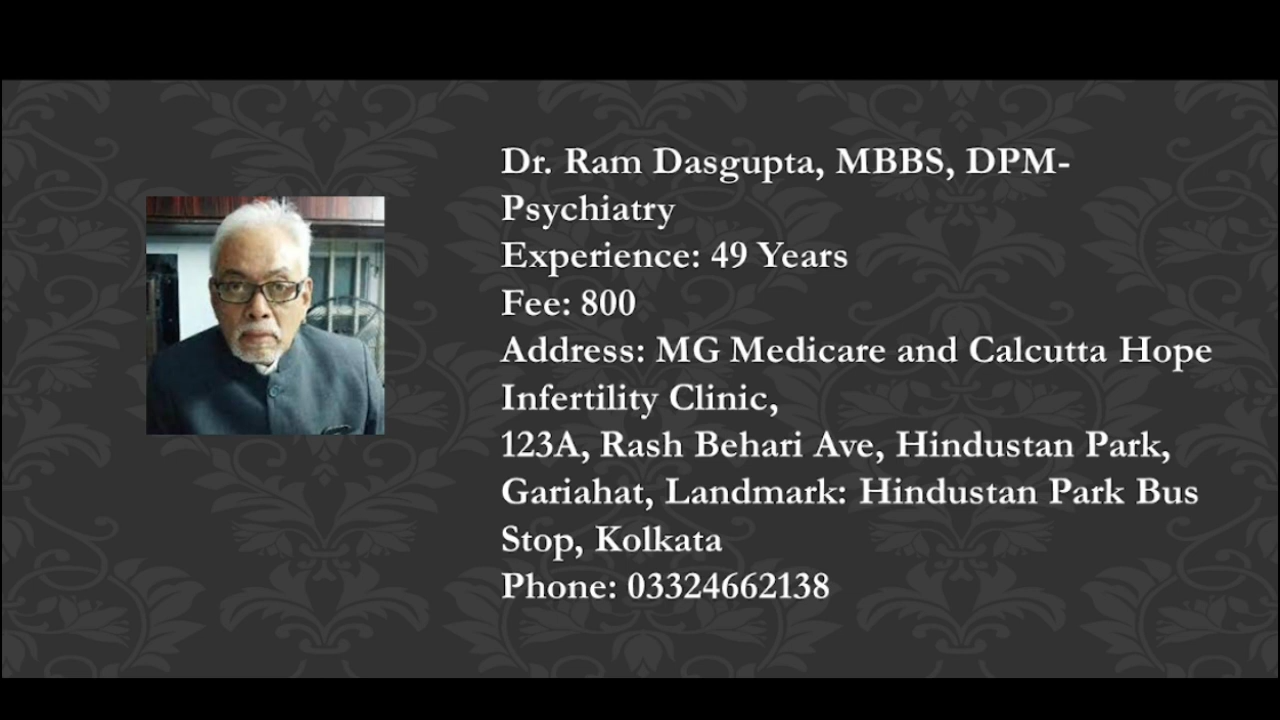 Dr. Ram Dasgupta, MBBS, DPM-
Psychiatry
Experience: 49 Years
Fee: 800
Address: MG Medicare and Calcutta Hope
Infertility Clinic,
123A, Rash Behari Ave, Hindustan Park,
Gariahat, Landmark: Hindustan Park Bus
Stop, Kolkata
Phone: 03324662138